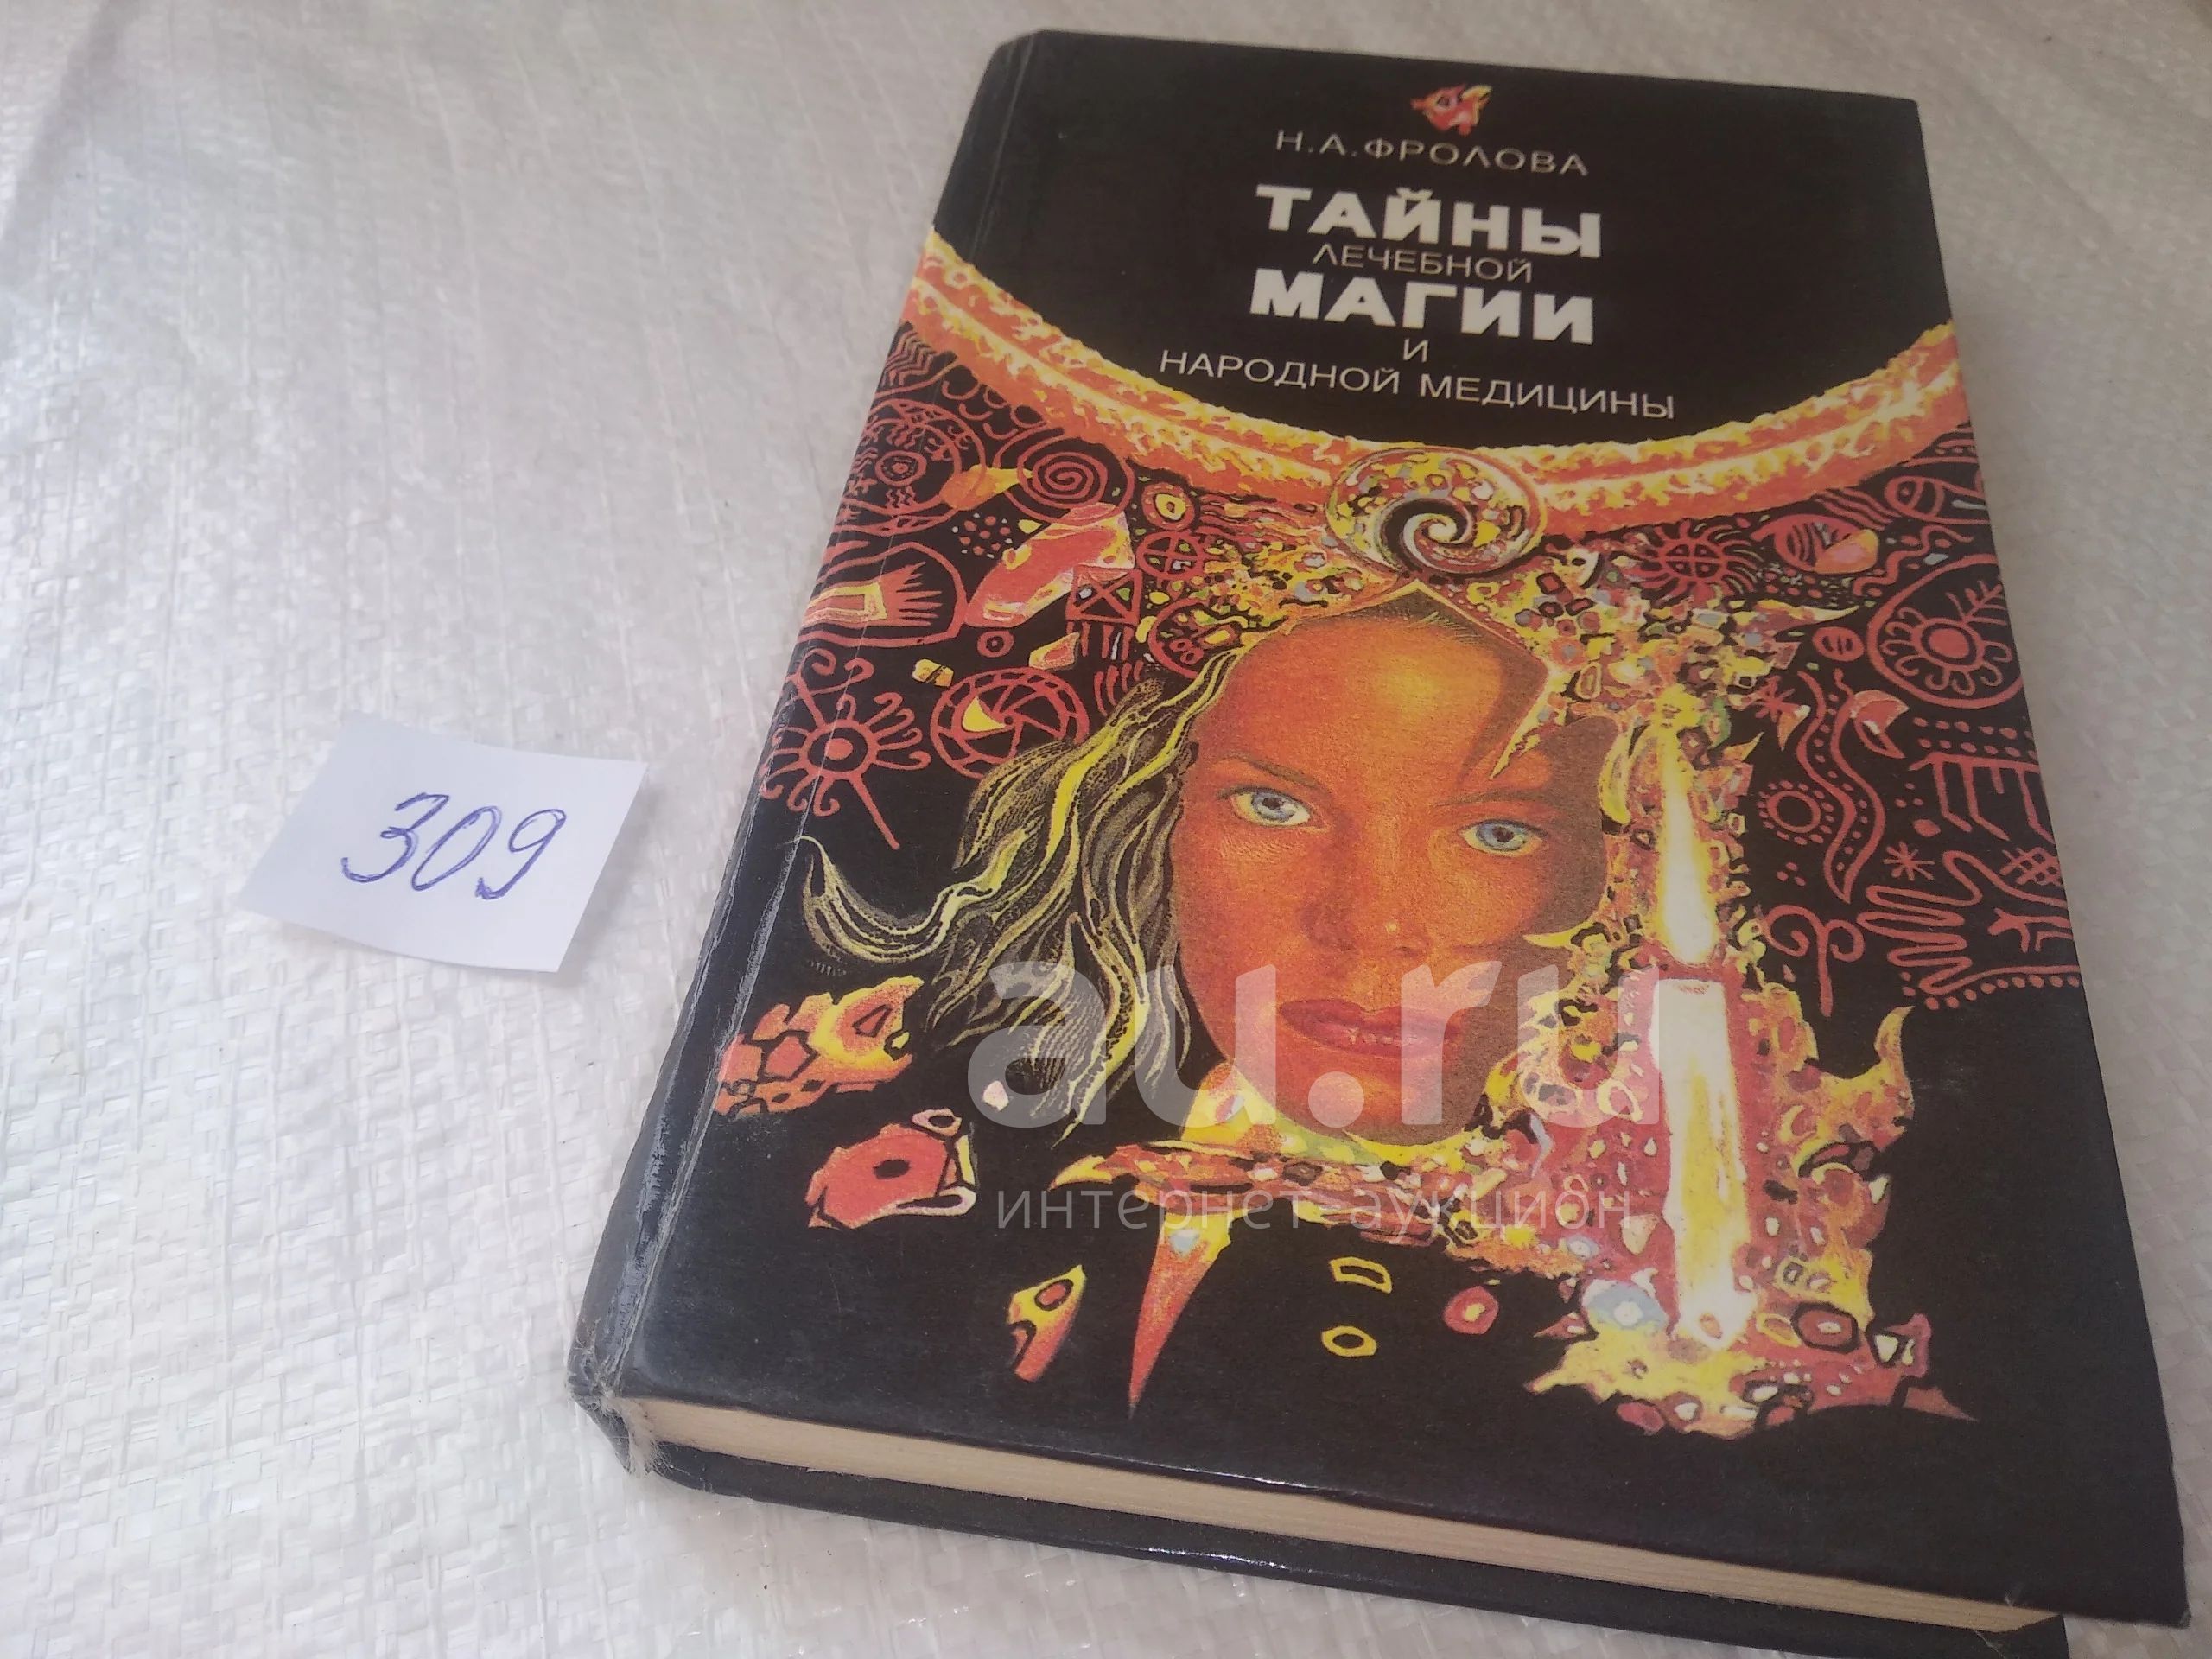 Н.А.ФРОЛОВА
ТАЙНЫ
ЛЕЧЕБНОЙ
МАГИИ
И
НАРОДНОЙ МЕДИЦИНЫ
309
au.ru
интернет-аукцион